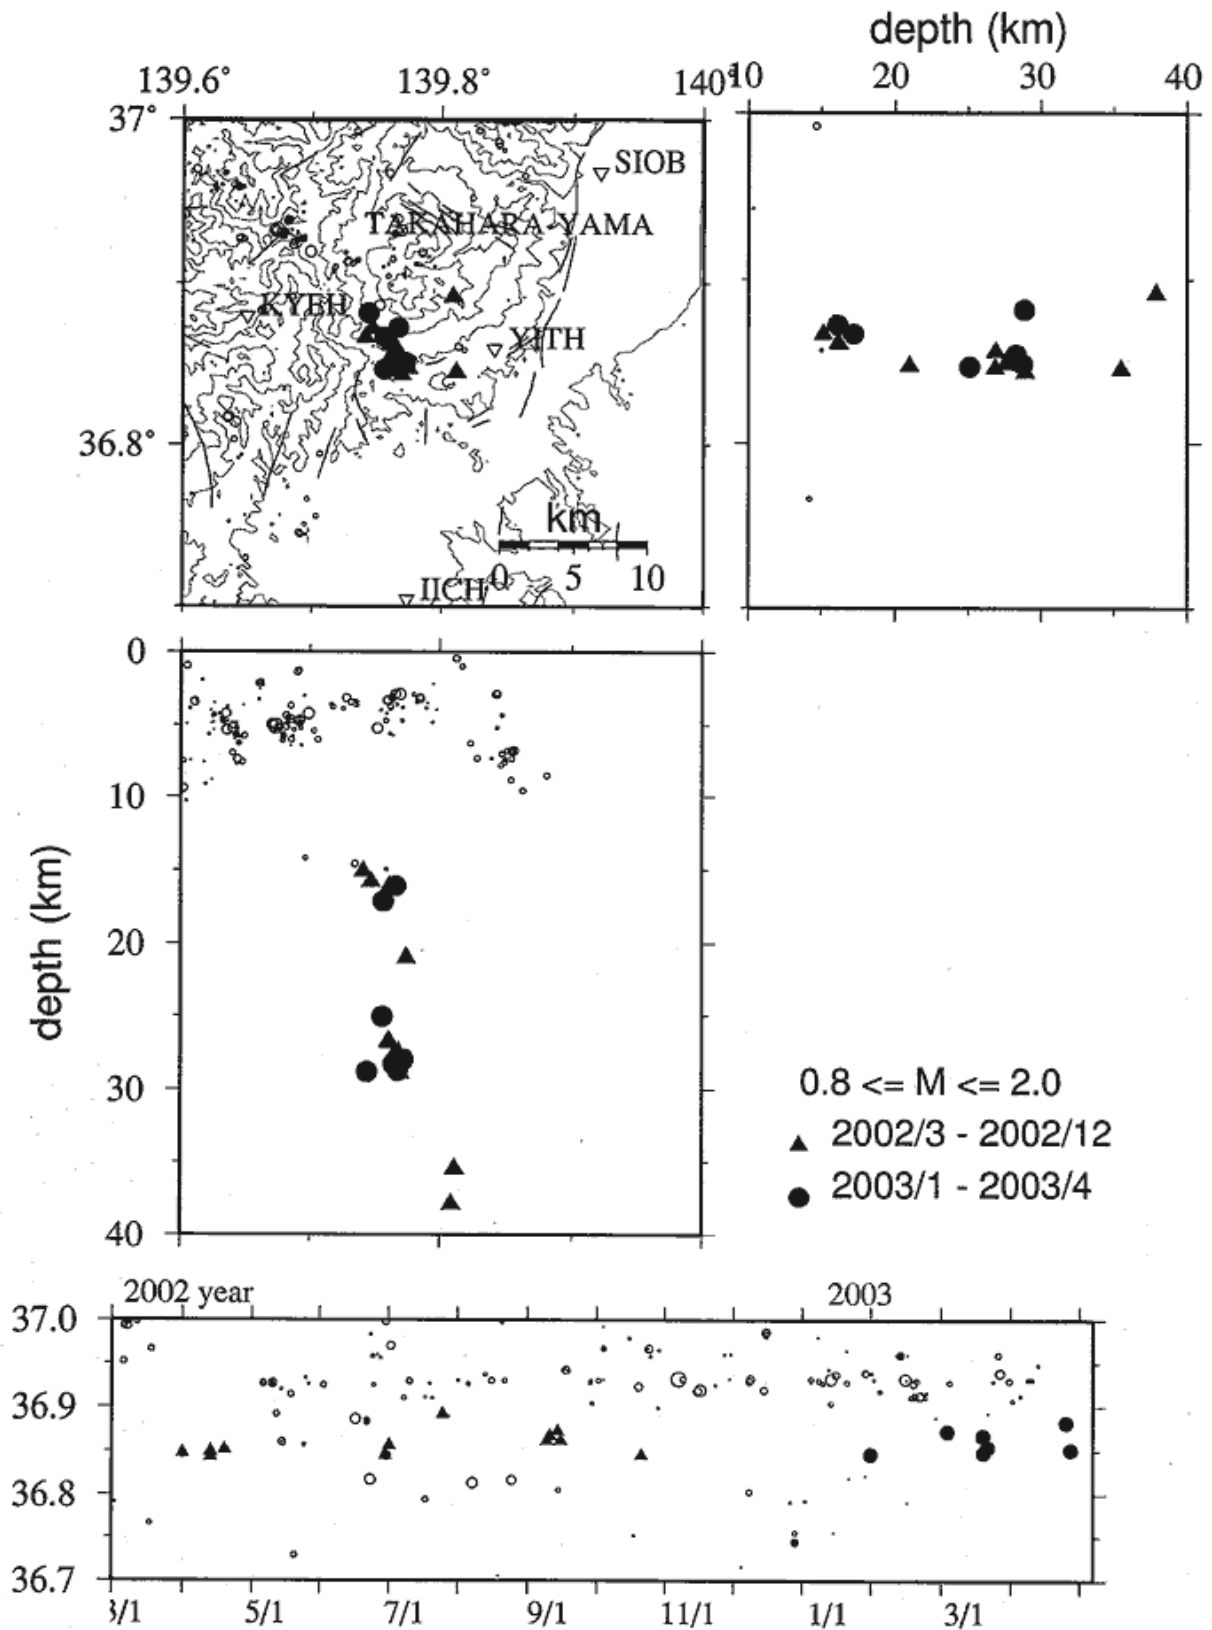 depth (km)
139.6° 139.8° 140° 10 20 30 40
37°
SIOB
TAKAHARA-YAMA
KYEH
YITH
36.8°
km
0 5 10
IICH
0
10
20
30
40
depth (km)
0.8 <= M <= 2.0
2002/3 - 2002/12
2003/1 - 2003/4
2002 year 2003
37.0
36.9
36.8
36.7
3/1 5/1 7/1 9/1 11/1 1/1 3/1